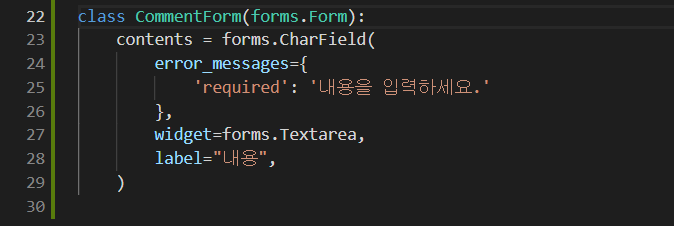 22 class CommentForm(forms.Form):
23     contents = forms.CharField(
24         error_messages={
25             'required': '내용을 입력하세요.'
26         },
27         widget=forms.Textarea,
28         label="내용",
29     )
30